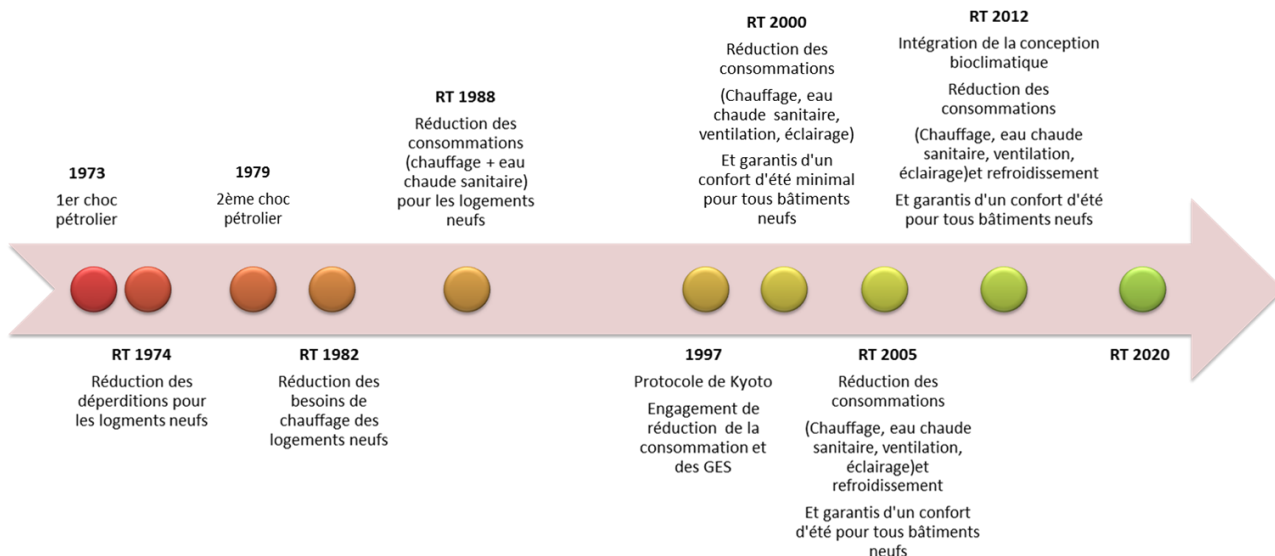 1973
1er choc
pétrolier
RT 1974
Réduction des
déperditions pour
les logments neufs
1979
2ème choc
pétrolier
RT 1982
Réduction des
besoins de
chauffage des
logements neufs
RT 1988
Réduction des
consommations
(chauffage + eau
chaude sanitaire)
pour les logements
neufs
1997
Protocole de Kyoto
Engagement de
réduction de la
consommation et
des GES
RT 2000
Réduction des
consommations
(Chauffage, eau
chaude sanitaire,
ventilation, éclairage)
Et garantis d'un
confort d'été minimal
pour tous bâtiments
neufs
RT 2005
Réduction des
consommations
(Chauffage, eau chaude
sanitaire, ventilation,
éclairage)et
refroidissement
Et garantis d'un confort
d'été pour tous bâtiments
neufs
RT 2012
Intégration de la conception
bioclimatique
Réduction des
consommations
(Chauffage, eau chaude
sanitaire, ventilation,
éclairage)et refroidissement
Et garantis d'un confort d'été
pour tous bâtiments neufs
RT 2020